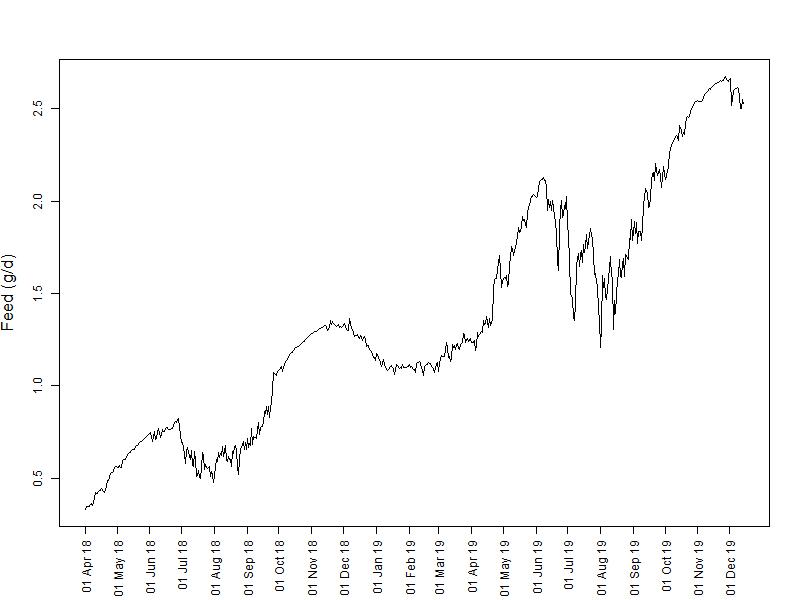 Feed (g/d)
2.5
2.0
1.5
1.0
0.5
01 Apr 18
01 May 18
01 Jun 18
01 Jul 18
01 Aug 18
01 Sep 18
01 Oct 18
01 Nov 18
01 Dec 18
01 Jan 19
01 Feb 19
01 Mar 19
01 Apr 19
01 May 19
01 Jun 19
01 Jul 19
01 Aug 19
01 Sep 19
01 Oct 19
01 Nov 19
01 Dec 19